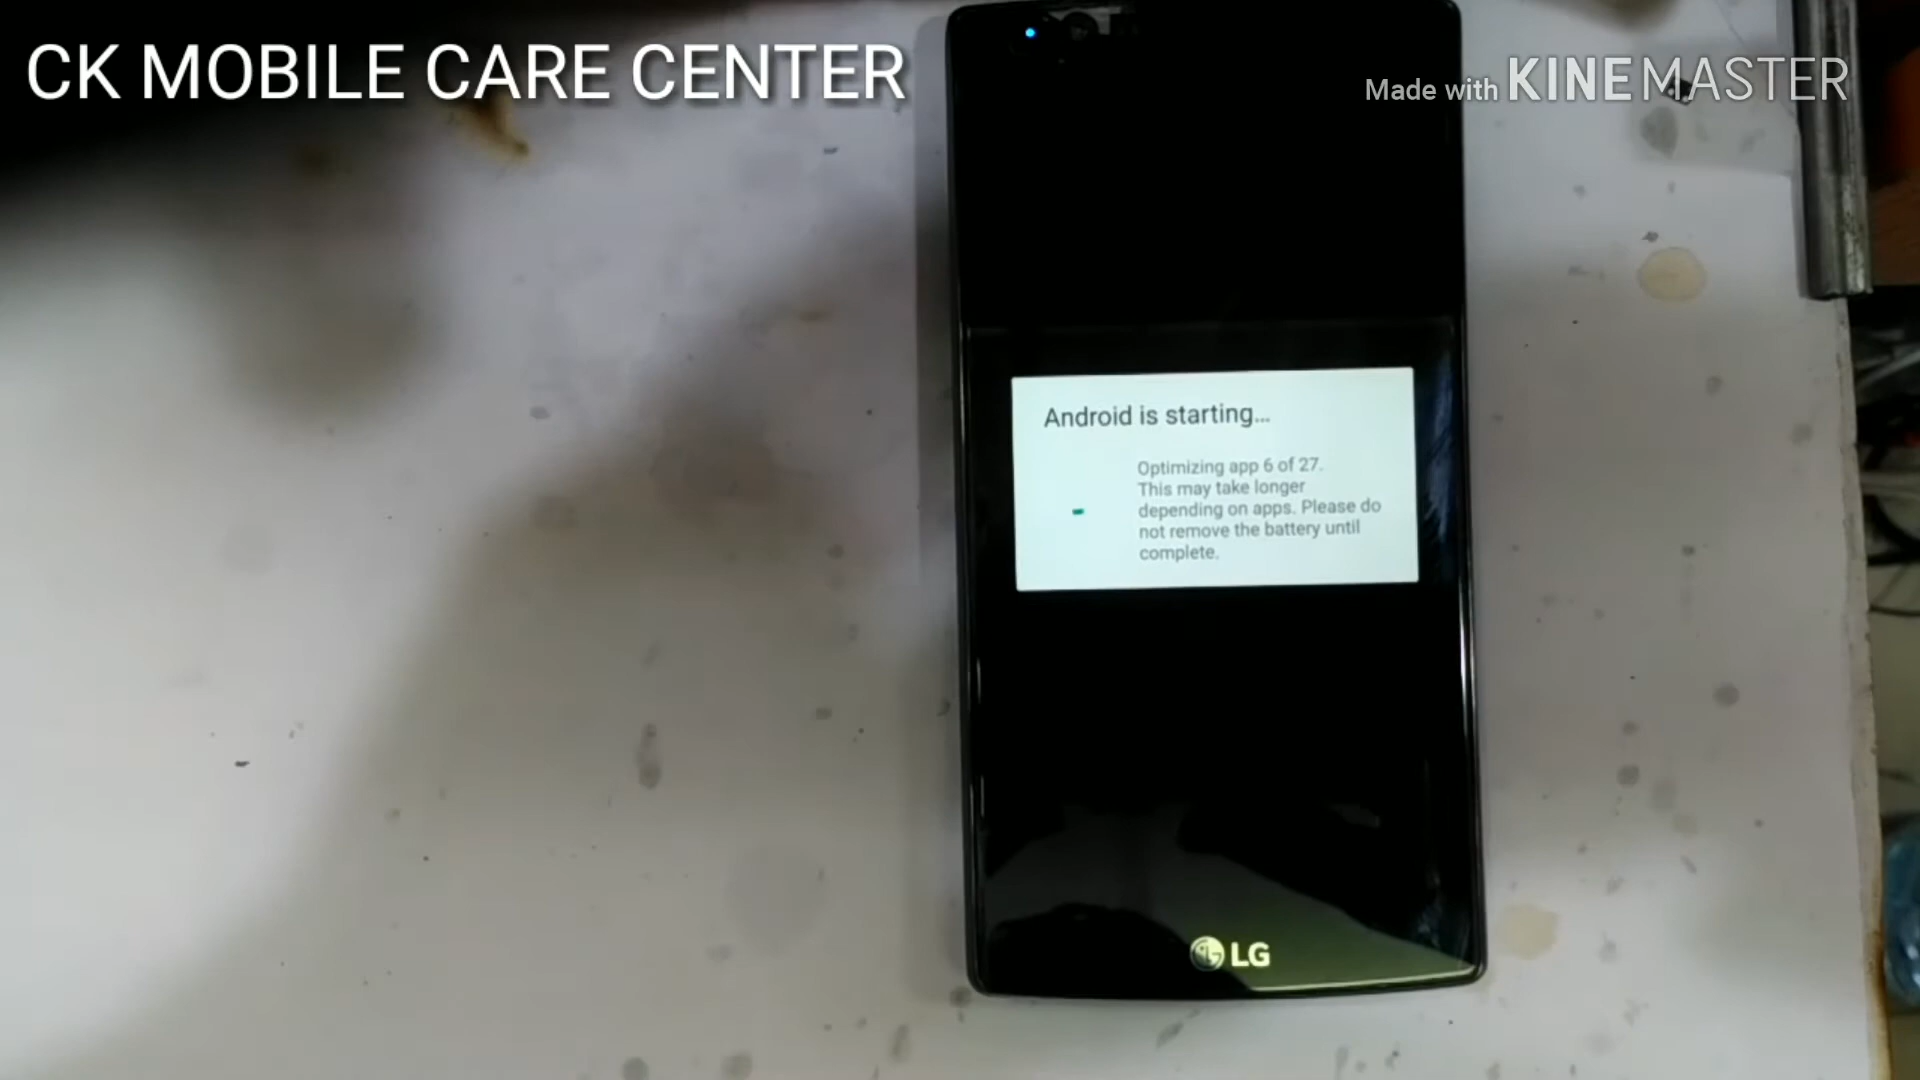 CK MOBILE CARE CENTER
Made with KINEMASTER
Android is starting...
Optimizing app 6 of 27.
This may take longer
depending on apps. Please do
not remove the battery until
complete.
LG